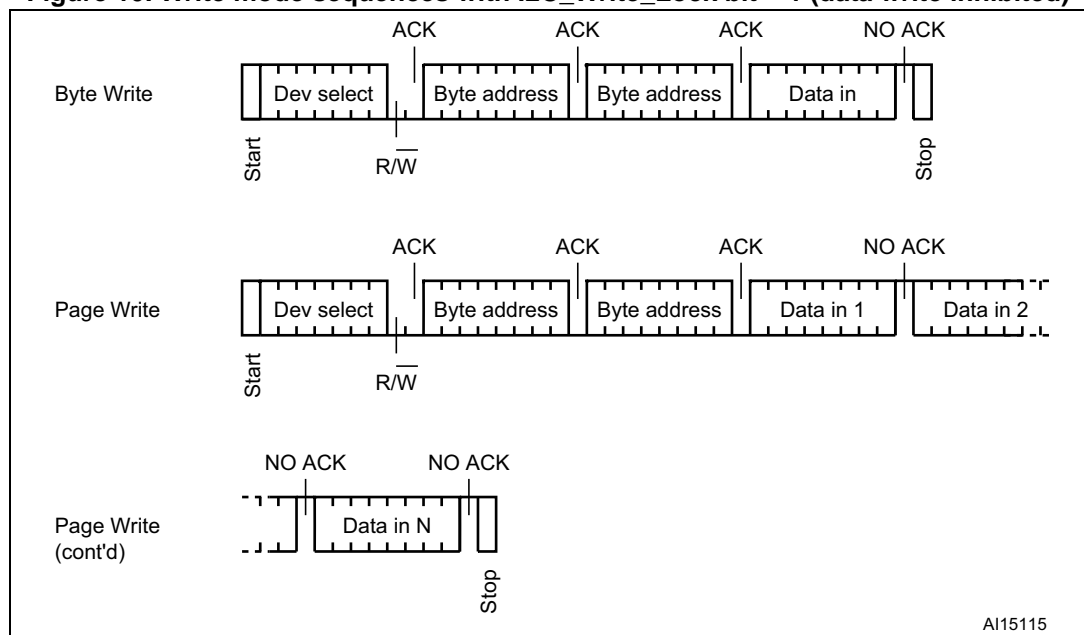 Figure Write mode sequences with I2C_Write_Lock bit = 1 (data write inhibited)
ACK ACK ACK NO ACK
Byte Write Dev select Byte address Byte address Data in
Start R/W Stop
ACK ACK ACK NO ACK
Page Write Dev select Byte address Byte address Data in 1 Data in 2
Start R/W
NO ACK NO ACK
Page Write Data in N
(cont'd)
Stop
AI15115